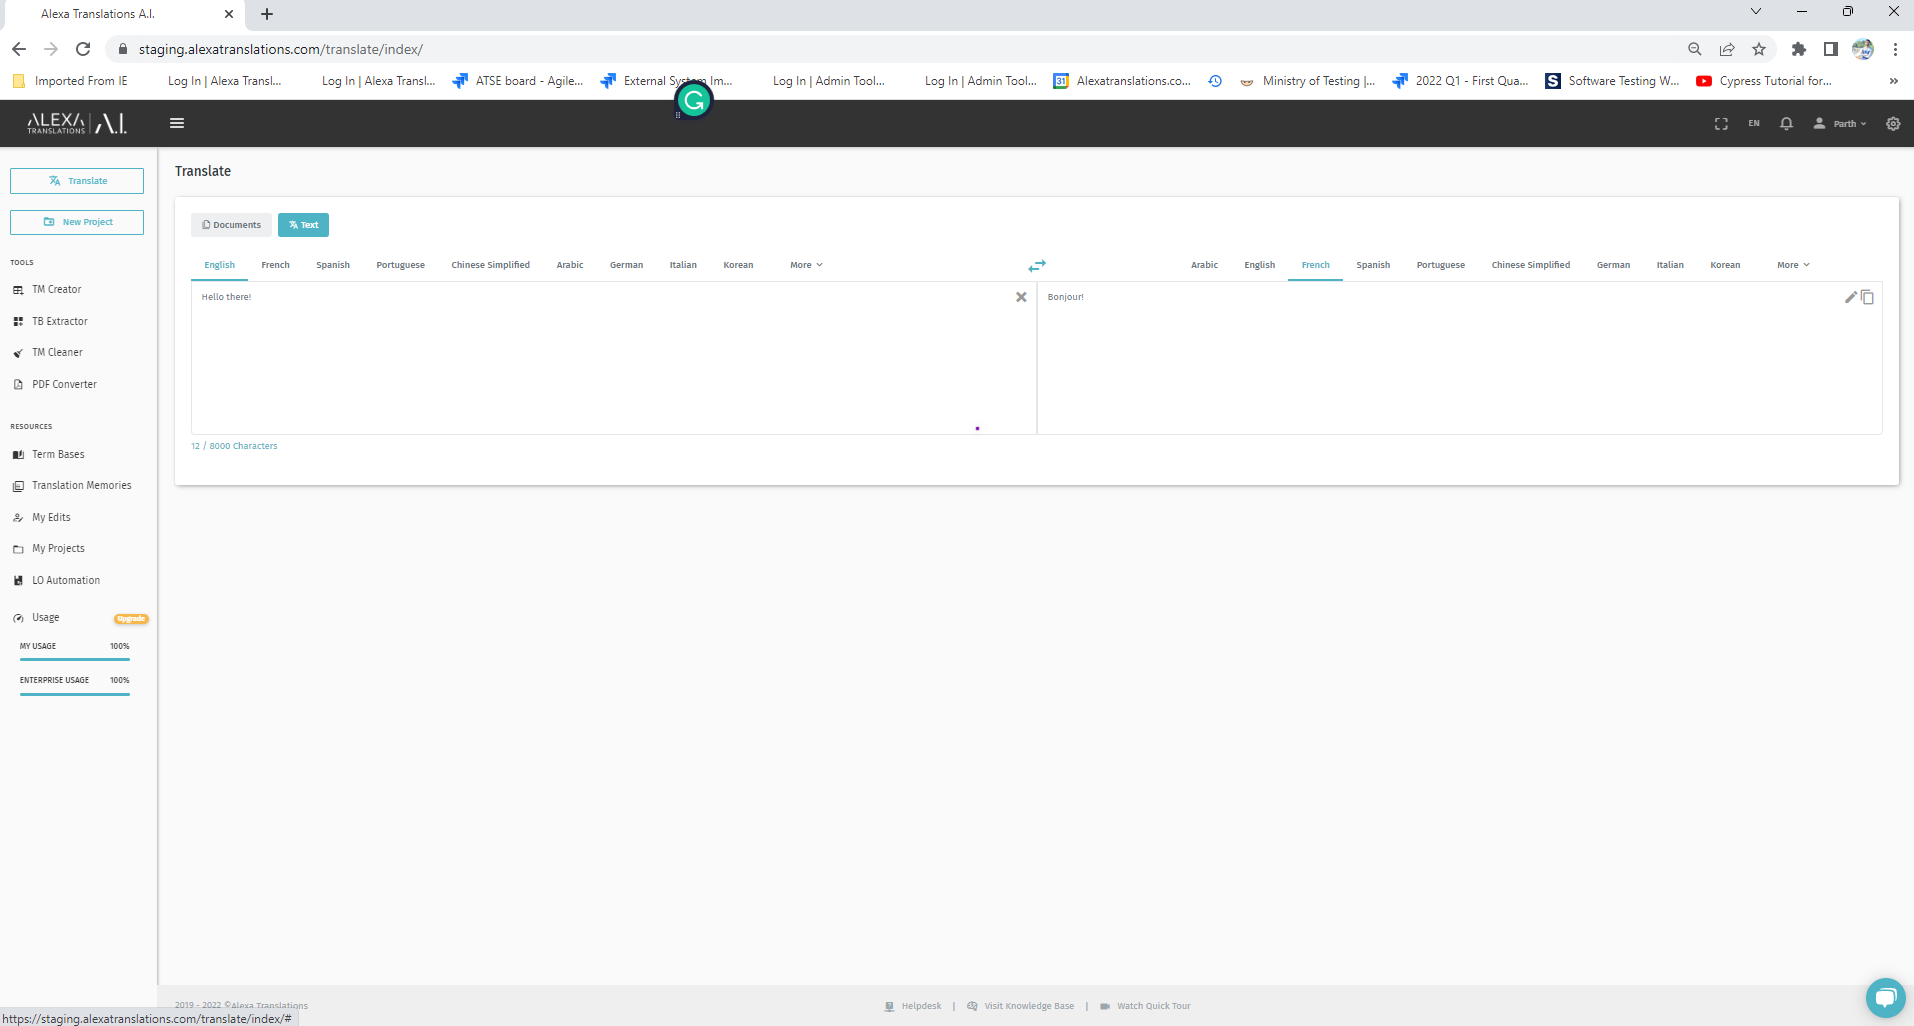 Alexa Translations A.I.
staging.alexatranslations.com/translate/index/
Imported From IE Log In | Alexa Transl... Log In | Alexa Transl... ATSE board - Agile... External System Im... Log In | Admin Tool... Log In | Admin Tool... 31 Alexatranslations.co... Ministry of Testing |... 2022 Q1 - First Qua... S Software Testing W... Cypress Tutorial for... »
ALEXA TRANSLATIONS | A.I. EN Parth
Translate
New Project
TOOLS
TM Creator
TB Extractor
TM Cleaner
PDF Converter
RESOURCES
Term Bases
Translation Memories
My Edits
My Projects
LO Automation
Usage Upgrade
MY USAGE 100%
ENTERPRISE USAGE 100%
Translate
Documents Text
English French Spanish Portuguese Chinese Simplified Arabic German Italian Korean More
Arabic English French Spanish Portuguese Chinese Simplified German Italian Korean More
Hello there!
Bonjour!
12 / 8000 Characters
2019 - 2022 ©Alexa Translations
Helpdesk | Visit Knowledge Base | Watch Quick Tour
https://staging.alexatranslations.com/translate/index/#